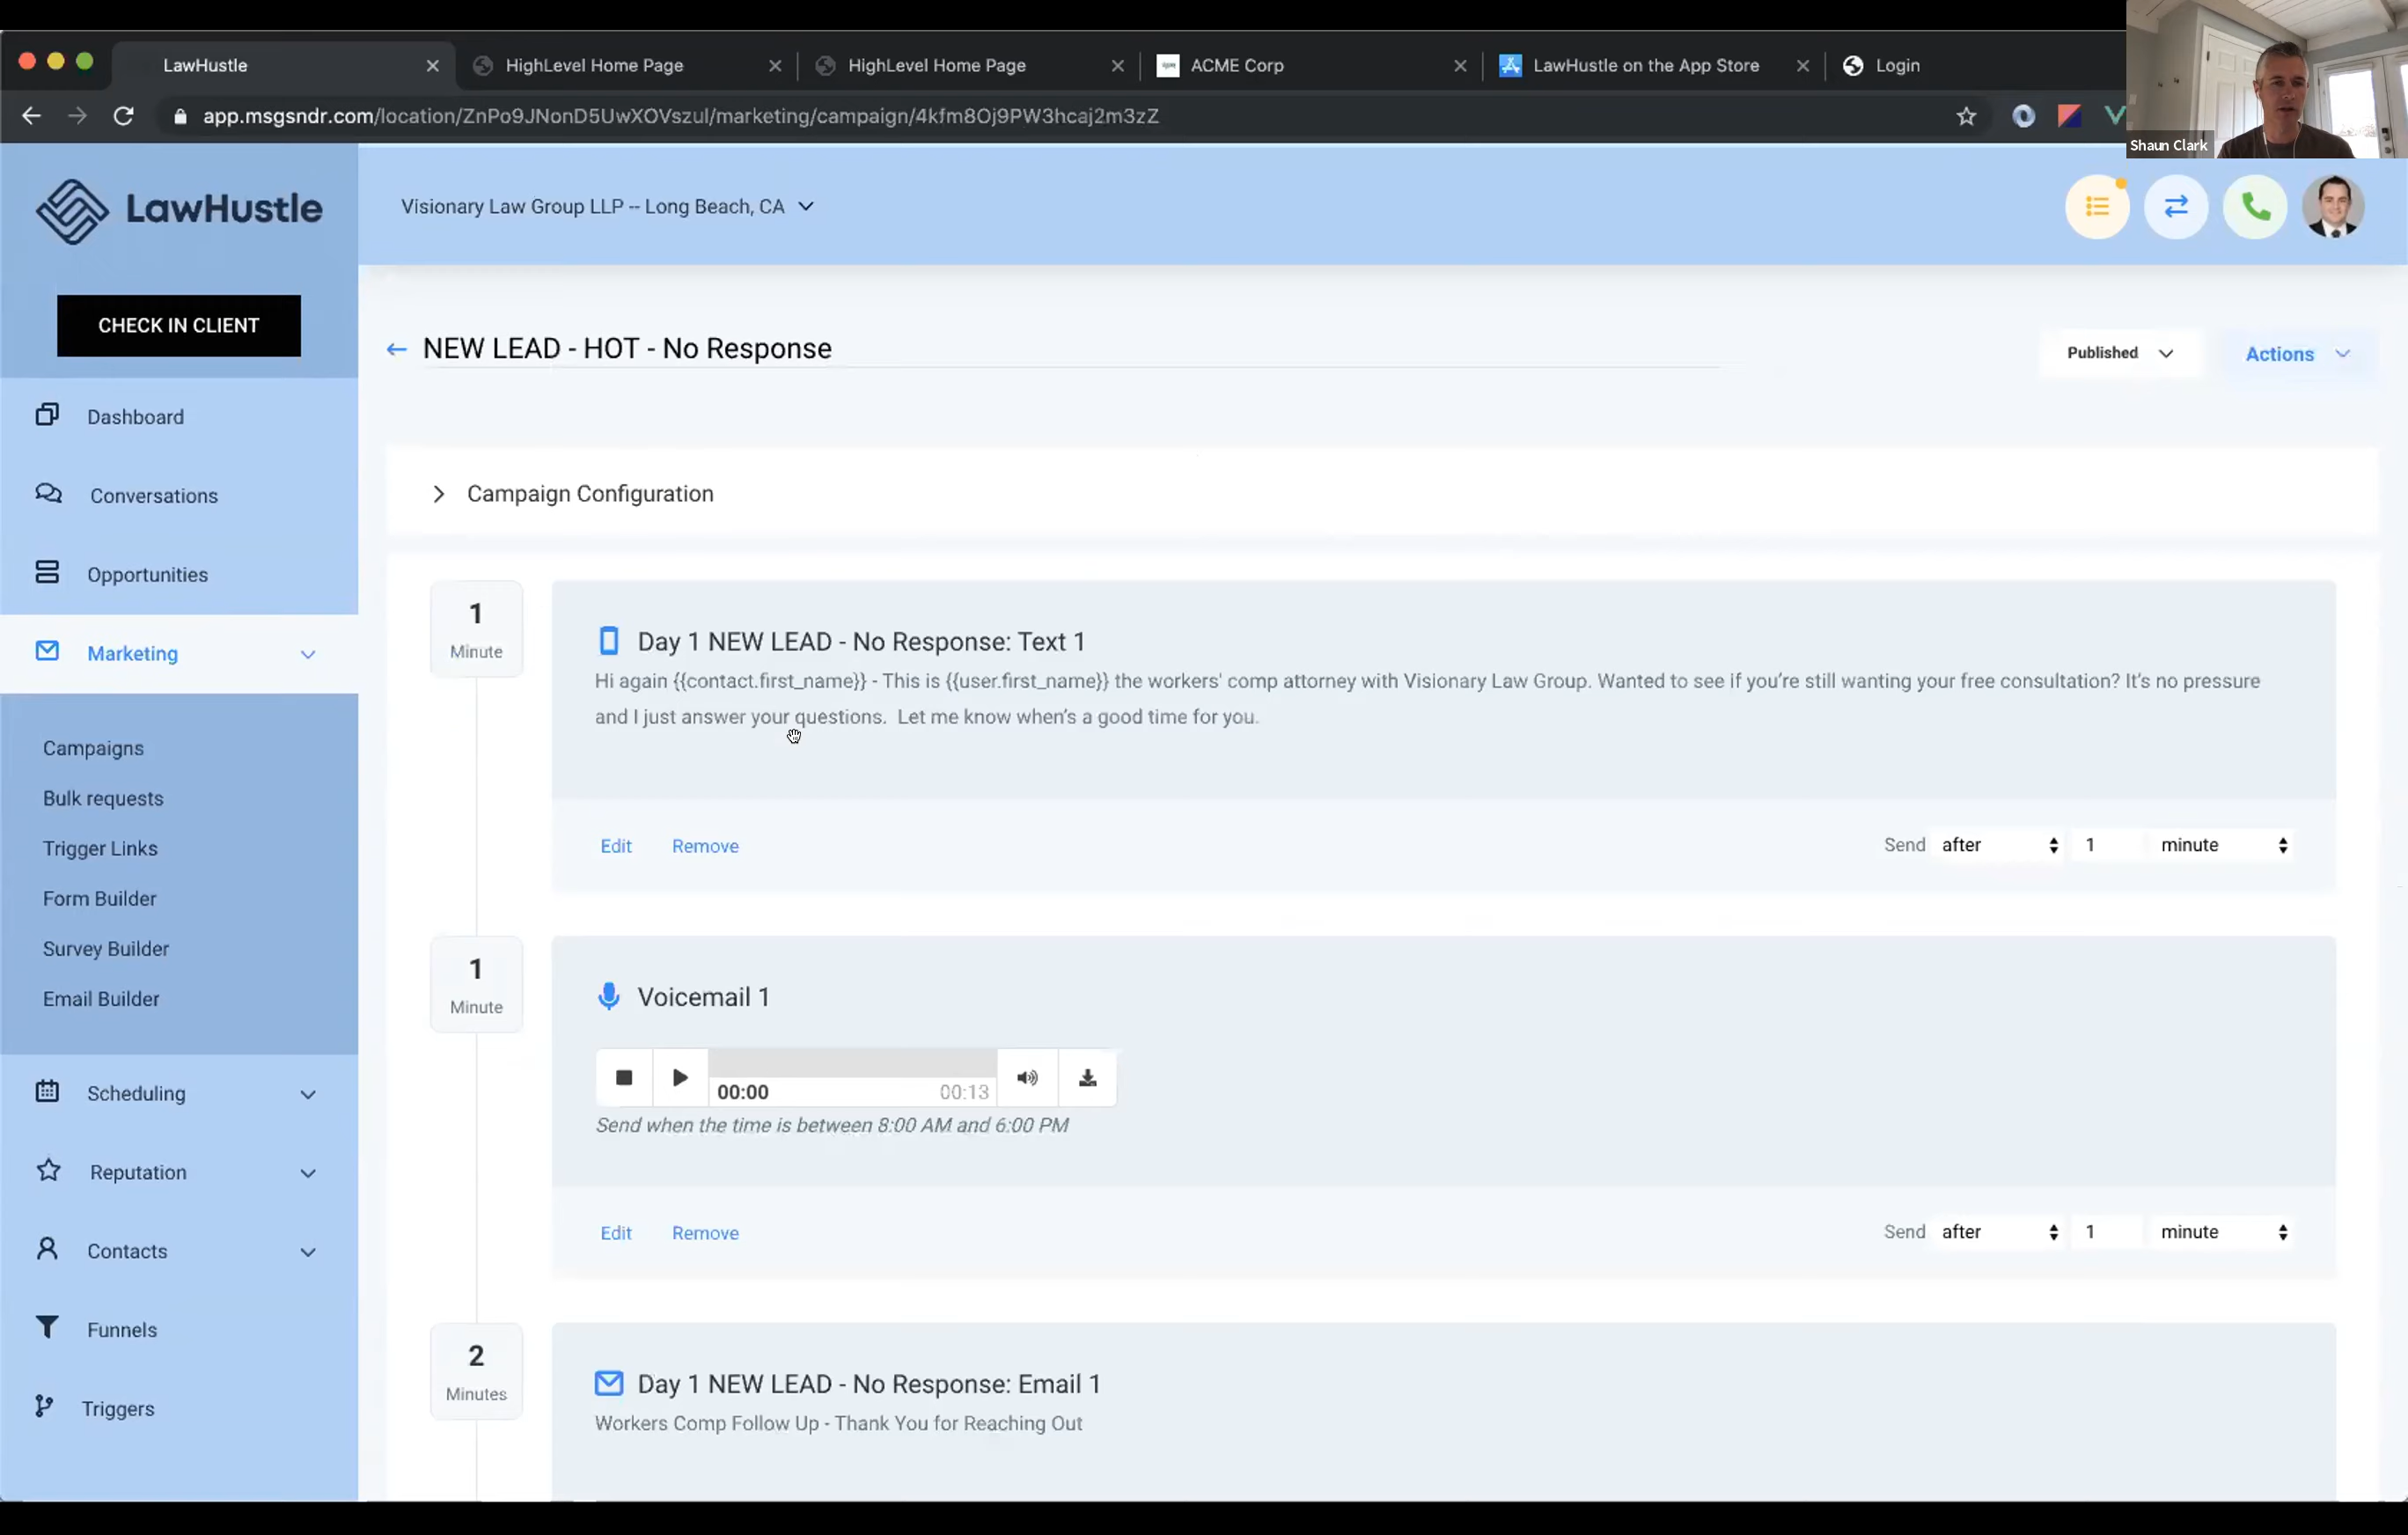 LawHustle
HighLevel Home Page
HighLevel Home Page
ACME Corp
LawHustle on the App Store
Login
app.msgsndr.com/location/ZnPo9JNonD5UwXOVszul/marketing/campaign/4kfm8Oj9PW3hcaj2m3zZ
Shaun Clark
LawHustle
Visionary Law Group LLP -- Long Beach, CA
CHECK IN CLIENT
NEW LEAD - HOT - No Response
Published
Actions
Dashboard
Conversations
Opportunities
Marketing
Campaigns
Bulk requests
Trigger Links
Form Builder
Survey Builder
Email Builder
Scheduling
Reputation
Contacts
Funnels
Triggers
Campaign Configuration
1
Minute
Day 1 NEW LEAD - No Response: Text 1
Hi again {{contact.first_name}} - This is {{user.first_name}} the workers' comp attorney with Visionary Law Group. Wanted to see if you're still wanting your free consultation? It's no pressure
and I just answer your questions.  Let me know when's a good time for you.
Edit Remove
Send after 1 minute
1
Minute
Voicemail 1
00:00 00:13
Send when the time is between 8:00 AM and 6:00 PM
Edit Remove
Send after 1 minute
2
Minutes
Day 1 NEW LEAD - No Response: Email 1
Workers Comp Follow Up - Thank You for Reaching Out